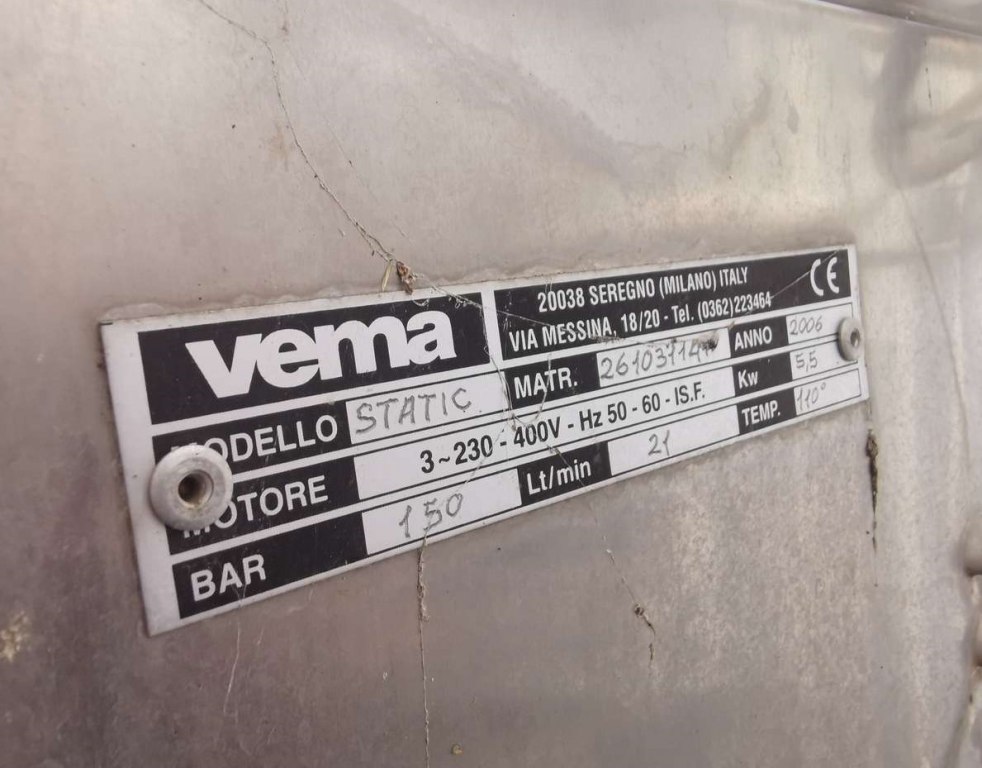 vema
20038 SEREGNO (MILANO) ITALY
VIA MESSINA, 18/20 - Tel. (0362)223464
CE
MODELLO STATIC MATR. ANNO 2006
MOTORE 3~230 - 400V - Hz 50 - 60 - IS.F. Kw 5,5
BAR 150 Lt/min 21 TEMP. 110°